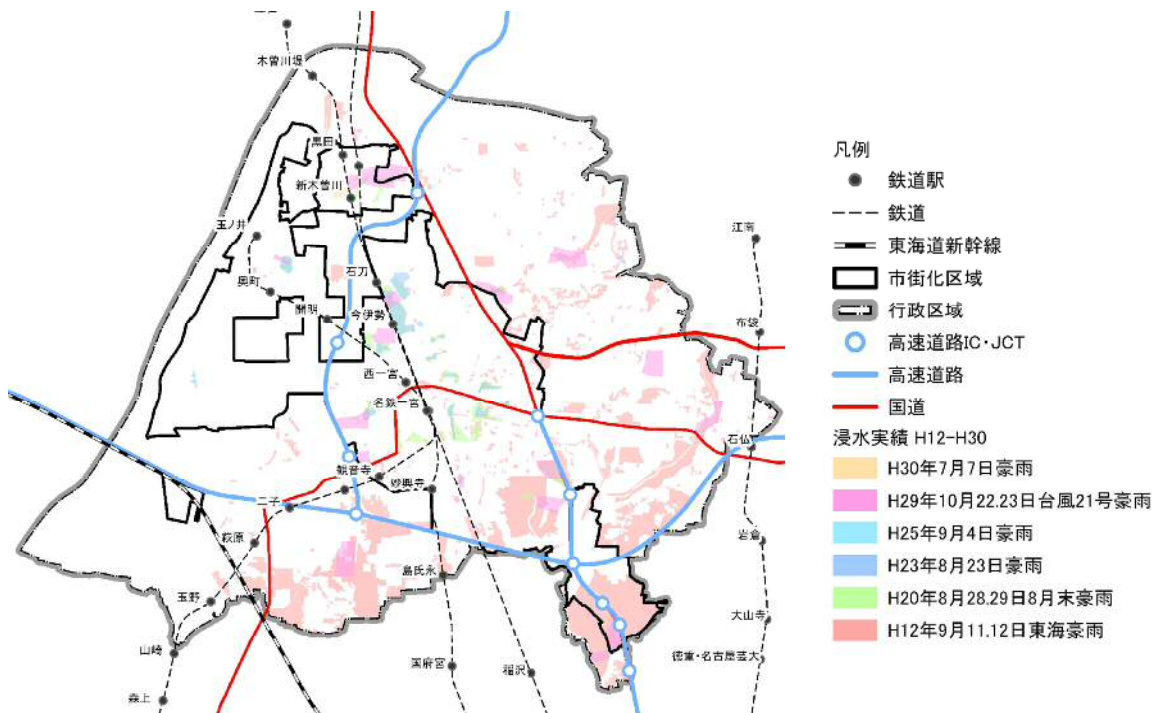 木曽川堤
黒田
新木曽川
玉ノ井
石刀
奥町
開明
今伊勢
江南
布袋
西一宮
名鉄一宮
石仏
観音寺
妙興寺
二子
萩原
岩倉
島氏永
玉野
大山寺
山崎
国府宮
稲沢
徳重・名古屋芸大
森上
凡例
鉄道駅
鉄道
東海道新幹線
市街化区域
行政区域
高速道路IC・JCT
高速道路
国道
浸水実績 H12-H30
H30年7月7日豪雨
H29年10月22.23日台風21号豪雨
H25年9月4日豪雨
H23年8月23日豪雨
H20年8月28.29日8月末豪雨
H12年9月11.12日東海豪雨